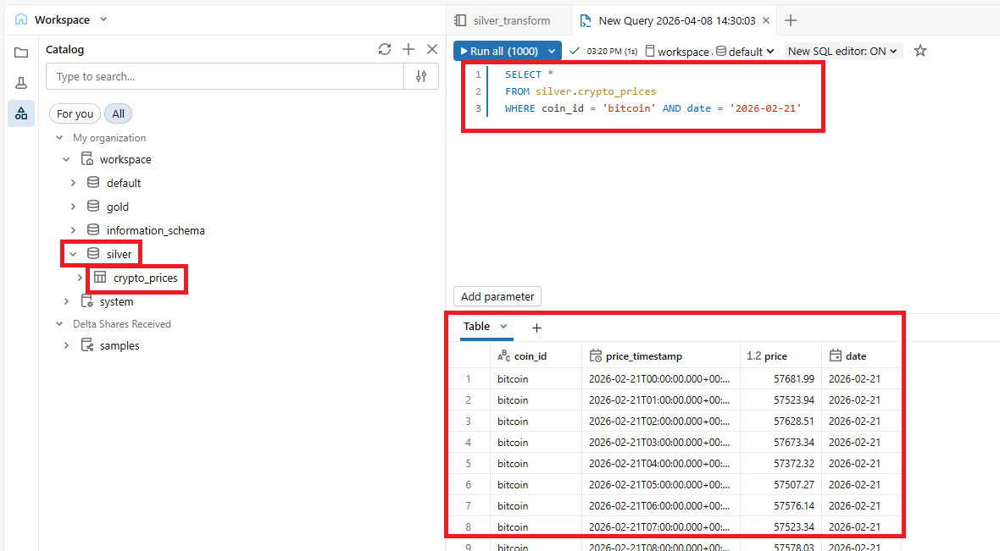 Workspace
silver_transform
New Query 2026-04-08 14:30:03
Catalog
Type to search...
For you
All
My organization
workspace
default
gold
information_schema
silver
crypto_prices
system
Delta Shares Received
samples
Run all (1000)
03:20 PM (1s)
workspace . default
New SQL editor: ON
1 SELECT *
2 FROM silver.crypto_prices
3 WHERE coin_id = 'bitcoin' AND date = '2026-02-21'
Add parameter
Table
coin_id price_timestamp 1.2 price date
1 bitcoin 2026-02-21T00:00:00.000+00:... 57681.99 2026-02-21
2 bitcoin 2026-02-21T01:00:00.000+00:... 57523.94 2026-02-21
3 bitcoin 2026-02-21T02:00:00.000+00:... 57628.51 2026-02-21
4 bitcoin 2026-02-21T03:00:00.000+00:... 57673.34 2026-02-21
5 bitcoin 2026-02-21T04:00:00.000+00:... 57372.32 2026-02-21
6 bitcoin 2026-02-21T05:00:00.000+00:... 57507.27 2026-02-21
7 bitcoin 2026-02-21T06:00:00.000+00:... 57576.14 2026-02-21
8 bitcoin 2026-02-21T07:00:00.000+00:... 57523.34 2026-02-21
9 bitcoin 2026-02-21T08:00:00.000+00:... 57578.03 2026-02-21